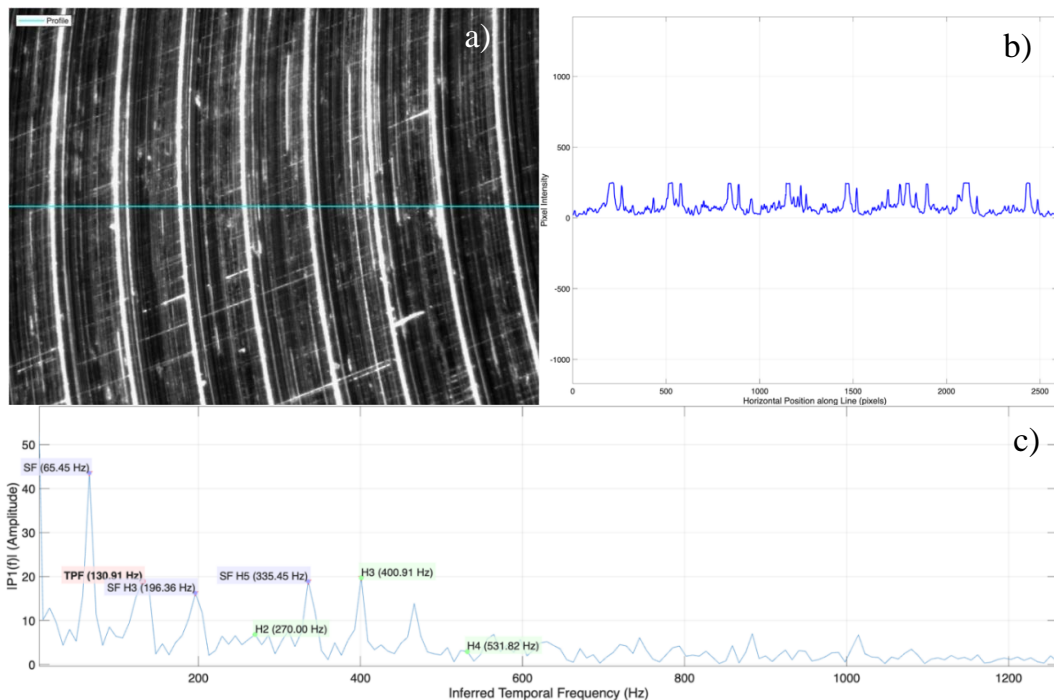 Profile
a)
b)
1000
500
0
-500
-1000
Pixel Intensity
0
500
1000
1500
2000
2500
Horizontal Position along Line (pixels)
c)
50
40
30
20
10
0
|P1(f)| (Amplitude)
SF (65.45 Hz)
TPF (130.91 Hz)
SF H3 (196.36 Hz)
SF H5 (335.45 Hz)
H3 (400.91 Hz)
H2 (270.00 Hz)
H4 (531.82 Hz)
200
400
600
800
1000
1200
Inferred Temporal Frequency (Hz)